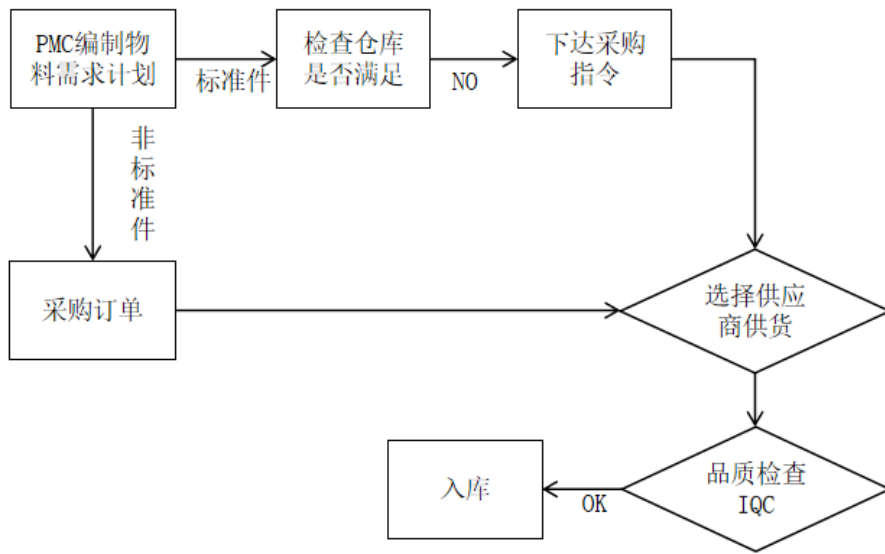 PMC编制物
料需求计划
标准件
检查仓库
是否满足
NO
下达采购
指令
非
标
准
件
采购订单
选择供应
商供货
品质检查
IQC
OK
入库